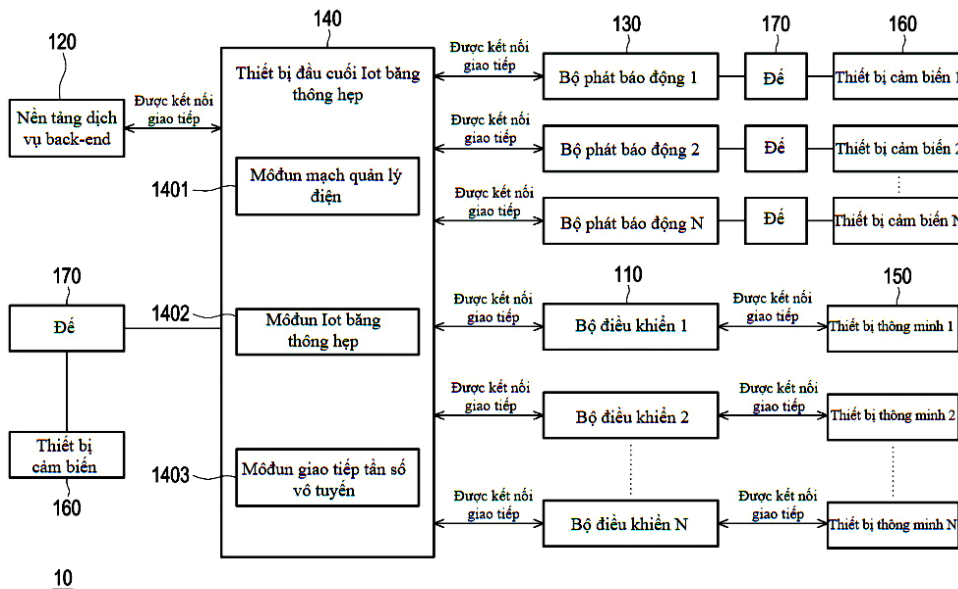 140
130
170
160
120
Thiết bị đầu cuối Iot băng
thông hẹp
Được kết nối
giao tiếp
Bộ phát báo động 1
Đế
Thiết bị cảm biến 1
Nền tảng dịch
vụ back-end
Được kết nối
giao tiếp
Được kết nối
giao tiếp
Bộ phát báo động 2
Đế
Thiết bị cảm biến 2
1401
Môđun mạch quản lý
điện
Được kết nối
giao tiếp
Bộ phát báo động N
Đế
Thiết bị cảm biến N
170
110
150
Đế
1402
Môđun Iot băng
thông hẹp
Được kết nối
giao tiếp
Bộ điều khiển 1
Được kết nối
giao tiếp
Thiết bị thông minh 1
Được kết nối
giao tiếp
Bộ điều khiển 2
Được kết nối
giao tiếp
Thiết bị thông minh 2
Thiết bị
cảm biến
160
1403
Môđun giao tiếp tần số
vô tuyến
Được kết nối
giao tiếp
Bộ điều khiển N
Được kết nối
giao tiếp
Thiết bị thông minh N
10